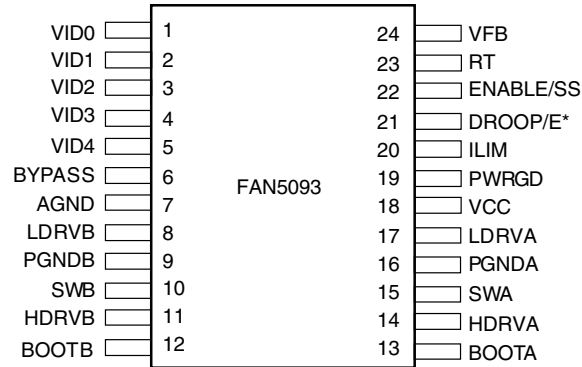 VID0 1 24 VFB
VID1 2 23 RT
VID2 3 22 ENABLE/SS
VID3 4 21 DROOP/E*
VID4 5 20 ILIM
BYPASS 6 FAN5093 19 PWRGD
AGND 7 18 VCC
LDRVB 8 17 LDRVA
PGNDB 9 16 PGNDA
SWB 10 15 SWA
HDRVB 11 14 HDRVA
BOOTB 12 13 BOOTA